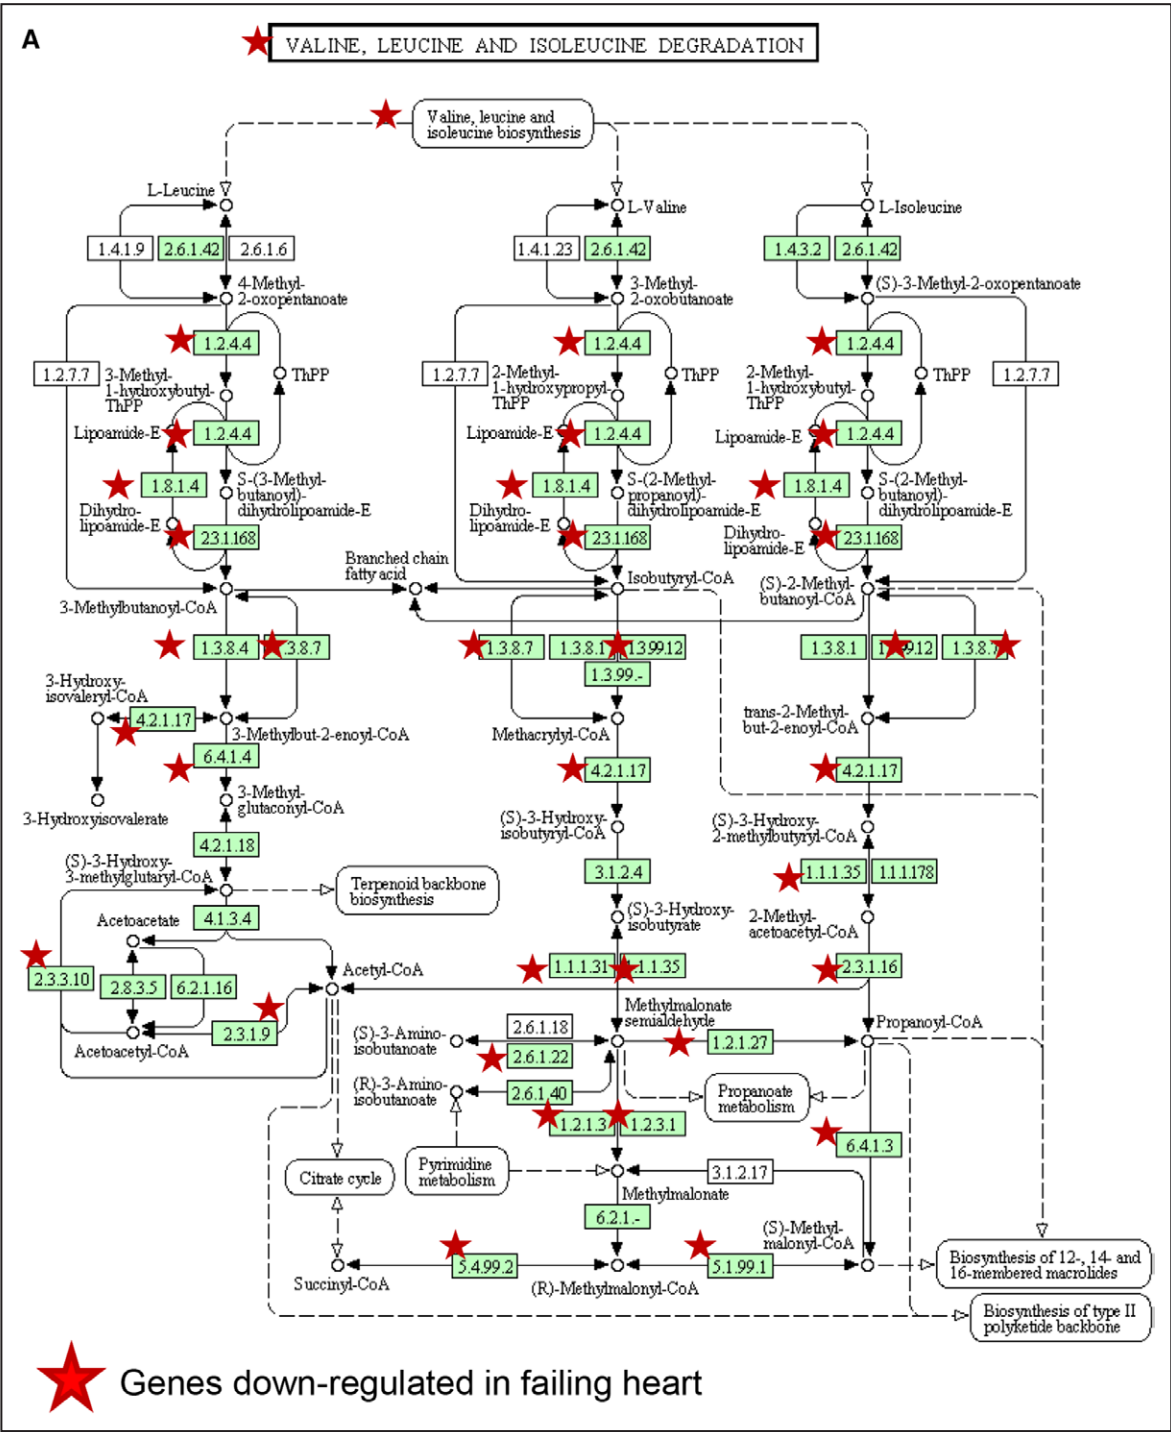 A
VALINE, LEUCINE AND ISOLEUCINE DEGRADATION
Valine, leucine and
isoleucine biosynthesis
L-Leucine
L-Valine
L-Isoleucine
1.4.1.9
2.6.1.42
2.6.1.6
1.4.1.23
2.6.1.42
1.4.3.2
2.6.1.42
4-Methyl-
2-oxopentanoate
3-Methyl-
2-oxobutanoate
(S)-3-Methyl-2-oxopentanoate
1.2.4.4
1.2.4.4
1.2.4.4
1.2.7.7
3-Methyl-
1-hydroxybutyl-
ThPP
ThPP
1.2.7.7
2-Methyl-
1-hydroxypropyl-
ThPP
ThPP
2-Methyl-
1-hydroxybutyl-
ThPP
ThPP
1.2.7.7
Lipoamide-E
1.2.4.4
Lipoamide-E
1.2.4.4
Lipoamide-E
1.2.4.4
1.8.1.4
S-(3-Methyl-
butanoyl)-
dihydrolipoamide-E
1.8.1.4
S-(2-Methyl-
propanoyl)-
dihydrolipoamide-E
1.8.1.4
S-(2-Methyl-
butanoyl)-
dihydrolipoamide-E
Dihydro-
lipoamide-E
23.1.168
Dihydro-
lipoamide-E
23.1.168
Dihydro-
lipoamide-E
23.1.168
Branched chain
fatty acid
3-Methylbutanoyl-CoA
Isobutyryl-CoA
(S)-2-Methyl-
butanoyl-CoA
1.3.8.4
.3.8.7
1.3.8.7
1.3.8.1
1.3.99.12
1.3.8.1
1.3.8.7
1.3.99.-
3-Hydroxy-
isovaleryl-CoA
4.2.1.17
3-Methylbut-2-enoyl-CoA
Methacrylyl-CoA
trans-2-Methyl-
but-2-enoyl-CoA
6.4.1.4
4.2.1.17
4.2.1.17
3-Hydroxyisovalerate
3-Methyl-
glutaconyl-CoA
(S)-3-Hydroxy-
isobutyryl-CoA
(S)-3-Hydroxy-
2-methylbutyryl-CoA
4.2.1.18
3.1.2.4
1.1.1.35
1.1.1.178
(S)-3-Hydroxy-
3-methylglutaryl-CoA
Terpenoid backbone
biosynthesis
4.1.3.4
(S)-3-Hydroxy-
isobutyrate
2-Methyl-
acetoacetyl-CoA
Acetoacetate
2.3.3.10
2.8.3.5
6.2.1.16
Acetyl-CoA
1.1.1.31
1.1.35
2.3.1.16
2.3.1.9
Acetoacetyl-CoA
Methylmalonate
semialdehyde
Propanoyl-CoA
(S)-3-Amino-
isobutanoate
2.6.1.18
2.6.1.22
1.2.1.27
(R)-3-Amino-
isobutanoate
2.6.1.40
Propanoate
metabolism
1.2.1.3
1.2.3.1
6.4.1.3
Citrate cycle
Pyrimidine
metabolism
3.1.2.17
Methylmalonate
6.2.1.-
(S)-Methyl-
malonyl-CoA
Succinyl-CoA
5.4.99.2
(R)-Methylmalonyl-CoA
5.1.99.1
Biosynthesis of 12-, 14- and
16-membered macrolides
Biosynthesis of type II
polyketide backbone
Genes down-regulated in failing heart